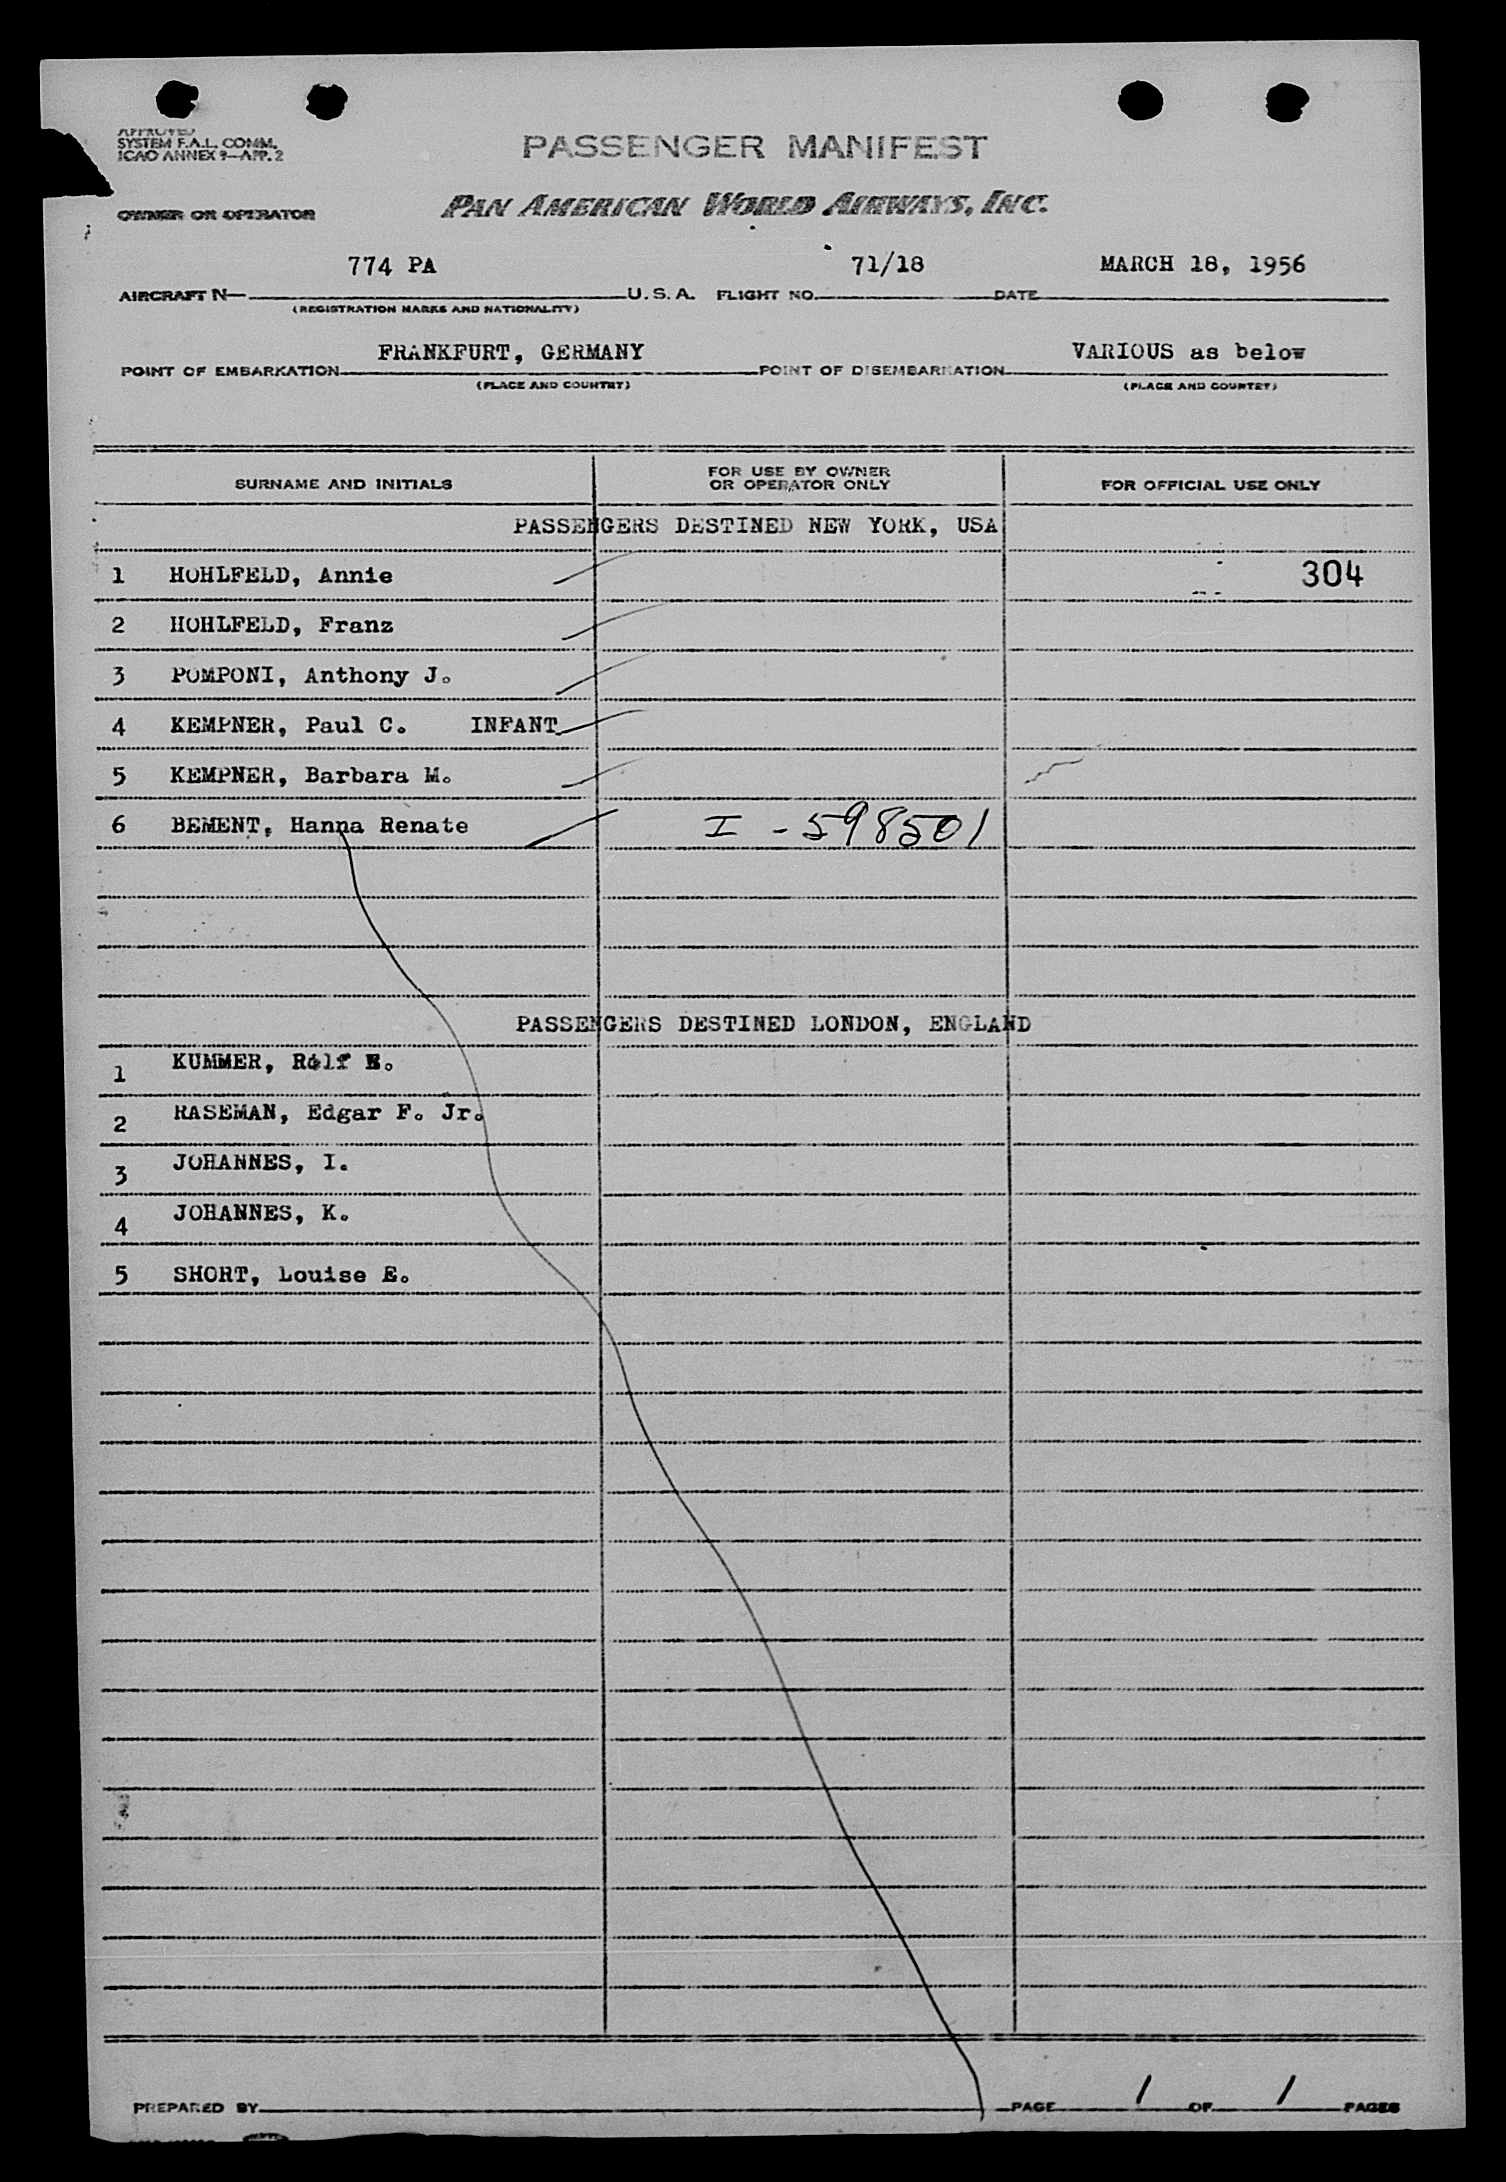 APPROVED
SYSTEM F.A.L. COMM.
ICAO ANNEX 9—APP. 2
PASSENGER MANIFEST
OWNER OR OPERATOR PAN AMERICAN WORLD AIRWAYS, INC.
774 PA 71/18 MARCH 18, 1956
AIRCRAFT N— U.S.A. FLIGHT NO. DATE
(REGISTRATION MARKS AND NATIONALITY)
FRANKFURT, GERMANY VARIOUS as below
POINT OF EMBARKATION POINT OF DISEMBARKATION
(PLACE AND COUNTRY) (PLACE AND COUNTRY)
SURNAME AND INITIALS FOR USE BY OWNER OR OPERATOR ONLY FOR OFFICIAL USE ONLY
PASSENGERS DESTINED NEW YORK, USA
1 HOHLFELD, Annie 304
2 HOHLFELD, Franz
3 POMPONI, Anthony J.
4 KEMPNER, Paul C. INFANT
5 KEMPNER, Barbara M.
6 BEMENT, Hanna Renate I - 598501
PASSENGERS DESTINED LONDON, ENGLAND
1 KUMMER, Rolf E.
2 RASEMAN, Edgar F. Jr.
3 JOHANNES, I.
4 JOHANNES, K.
5 SHORT, Louise E.
PREPARED BY PAGE 1 OF 1 PAGES